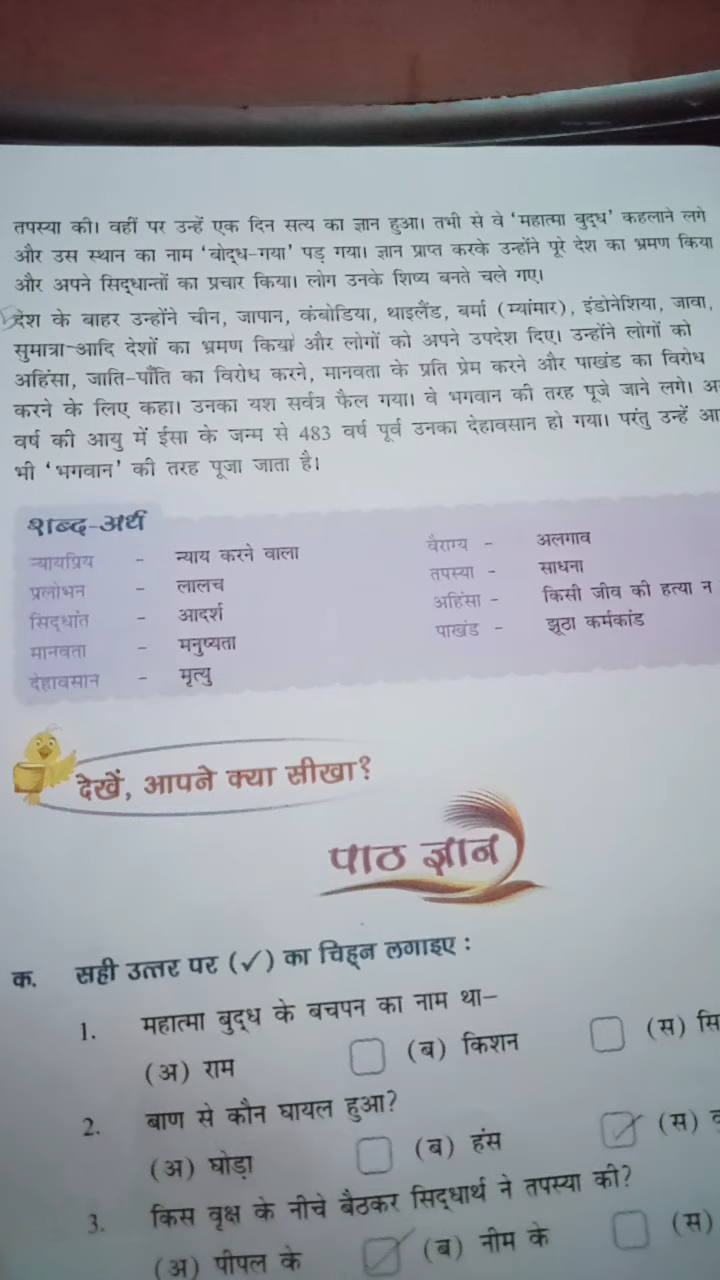 तपस्या की। वहीं पर उन्हें एक दिन सत्य का ज्ञान हुआ। तभी से वे ‘महात्मा बुद्ध’ कहलाने लगे
और उस स्थान का नाम ‘बोद्ध-गया’ पड़ गया। ज्ञान प्राप्त करके उन्होंने पूरे देश का भ्रमण किया
और अपने सिद्धान्तों का प्रचार किया। लोग उनके शिष्य बनते चले गए।
देश के बाहर उन्होंने चीन, जापान, कंबोडिया, थाइलैंड, बर्मा (म्यांमार), इंडोनेशिया, जावा,
सुमात्रा आदि देशों का भ्रमण किया और लोगों को अपने उपदेश दिए। उन्होंने लोगों को
अहिंसा, जाति-पाँति का विरोध करने, मानवता के प्रति प्रेम करने और पाखंड का विरोध
करने के लिए कहा। उनका यश सर्वत्र फैल गया। वे भगवान की तरह पूजे जाने लगे।
वर्ष की आयु में ईसा के जन्म से 483 वर्ष पूर्व उनका देहावसान हो गया। परंतु उन्हें
भी ‘भगवान’ की तरह पूजा जाता है।
शब्द-अर्थ
न्यायप्रिय - न्याय करने वाला वैराग्य - अलगाव
प्रलोभन - लालच तपस्या - साधना
सिद्धांत - आदर्श अहिंसा - किसी जीव की हत्या न
मानवता - मनुष्यता पाखंड - झूठा कर्मकांड
देहावसान - मृत्यु
देखें, आपने क्या सीखा?
पाठ ज्ञान
क. सही उत्तर पर (✓) का चिह्न लगाइए :
1. महात्मा बुद्ध के बचपन का नाम था–
(अ) राम (ब) किशन (स)
2. बाण से कौन घायल हुआ?
(अ) घोड़ा (ब) हंस (स)
3. किस वृक्ष के नीचे बैठकर सिद्धार्थ ने तपस्या की?
(अ) पीपल के (ब) नीम के (स)